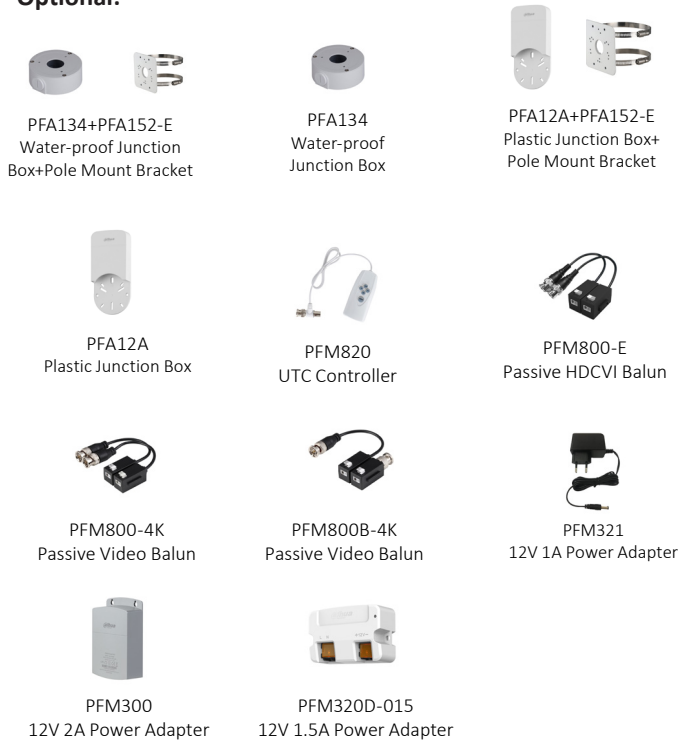 Optional:
PFA134+PFA152-E
Water-proof Junction
Box+Pole Mount Bracket
PFA134
Water-proof
Junction Box
PFA12A+PFA152-E
Plastic Junction Box+
Pole Mount Bracket
PFA12A
Plastic Junction Box
PFM820
UTC Controller
PFM800-E
Passive HDCVI Balun
PFM800-4K
Passive Video Balun
PFM800B-4K
Passive Video Balun
PFM321
12V 1A Power Adapter
PFM300
12V 2A Power Adapter
PFM320D-015
12V 1.5A Power Adapter